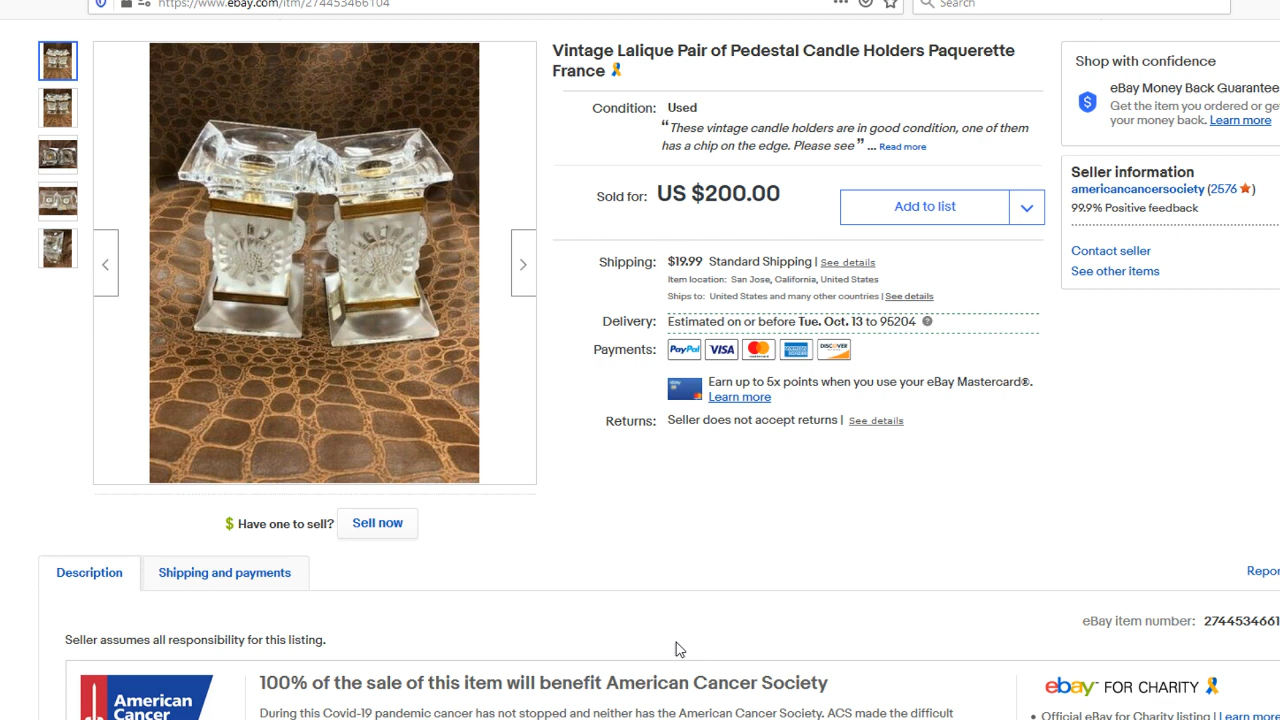 https://www.ebay.com/itm/274453466104
Search
Vintage Lalique Pair of Pedestal Candle Holders Paquerette
France
Condition: Used
“These vintage candle holders are in good condition, one of them
has a chip on the edge. Please see” ... Read more
Sold for: US $200.00
Add to list
Shipping: $19.99 Standard Shipping | See details
Item location: San Jose, California, United States
Ships to: United States and many other countries | See details
Delivery: Estimated on or before Tue. Oct. 13 to 95204
Payments: PayPal VISA MasterCard AMERICAN EXPRESS DISCOVER
Earn up to 5x points when you use your eBay Mastercard®.
Learn more
Returns: Seller does not accept returns | See details
Shop with confidence
eBay Money Back Guarantee
Get the item you ordered or ge
your money back. Learn more
Seller information
americancancersociety (2576)
99.9% Positive feedback
Contact seller
See other items
$ Have one to sell? Sell now
Description
Shipping and payments
Repor
eBay item number: 2744534661
Seller assumes all responsibility for this listing.
American
Cancer
100% of the sale of this item will benefit American Cancer Society
During this Covid-19 pandemic cancer has not stopped and neither has the American Cancer Society. ACS made the difficult
ebay FOR CHARITY
• Official eBay for Charity listing | Learn more